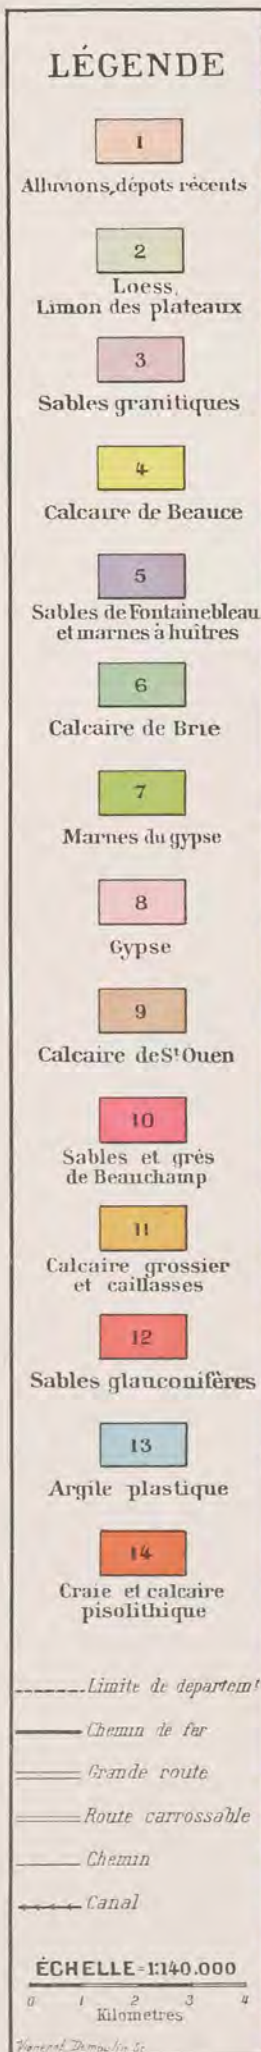 LÉGENDE
1
Alluvions, dépots récents
2
Loess,
Limon des plateaux
3
Sables granitiques
4
Calcaire de Beauce
5
Sables de Fontainebleau
et marnes à huîtres
6
Calcaire de Brie
7
Marnes du gypse
8
Gypse
9
Calcaire de St Ouen
10
Sables et grés
de Beauchamp
11
Calcaire grossier
et caillasses
12
Sables glauconifères
13
Argile plastique
14
Craie et calcaire
pisolithique
Limite de departemt
Chemin de fer
Grande route
Route carrossable
Chemin
Canal
ÉCHELLE=1:140.000
0 1 2 3 4
Kilometres
Sc